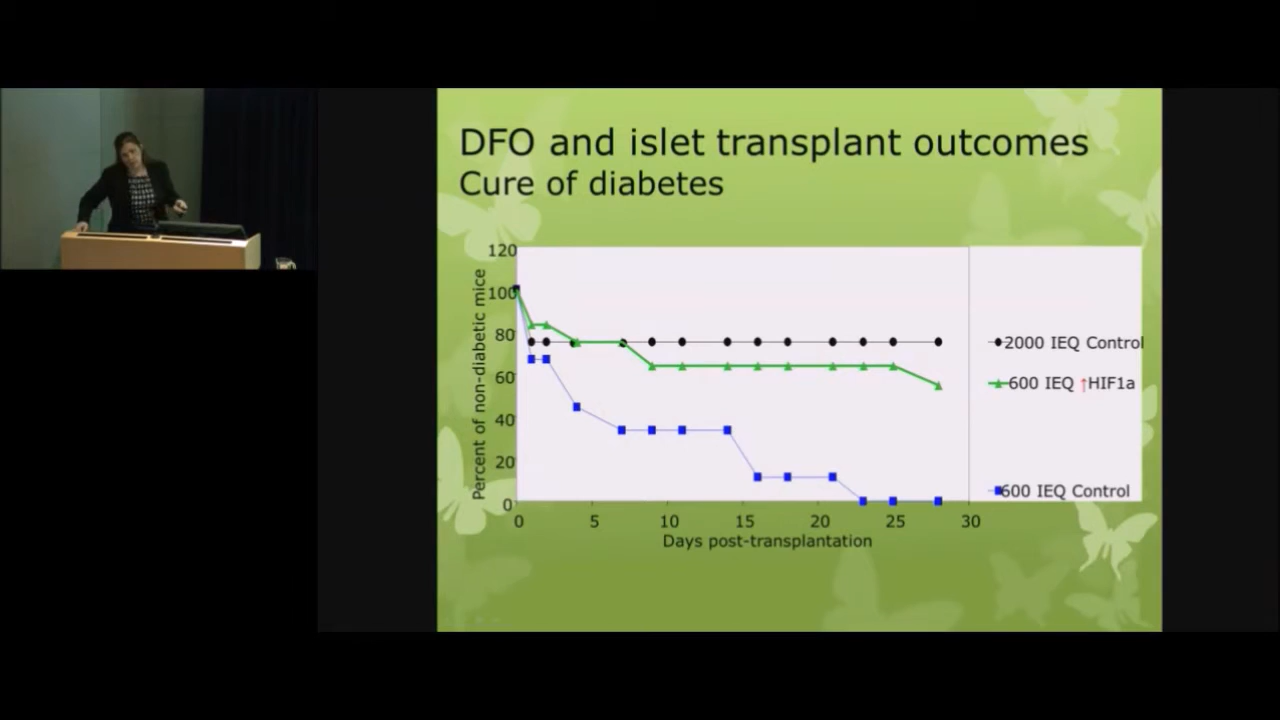 DFO and islet transplant outcomes
Cure of diabetes
120
100
80
60
40
20
0
Percent of non-diabetic mice
0 5 10 15 20 25 30
Days post-transplantation
2000 IEQ Control
600 IEQ ↑HIF1a
600 IEQ Control